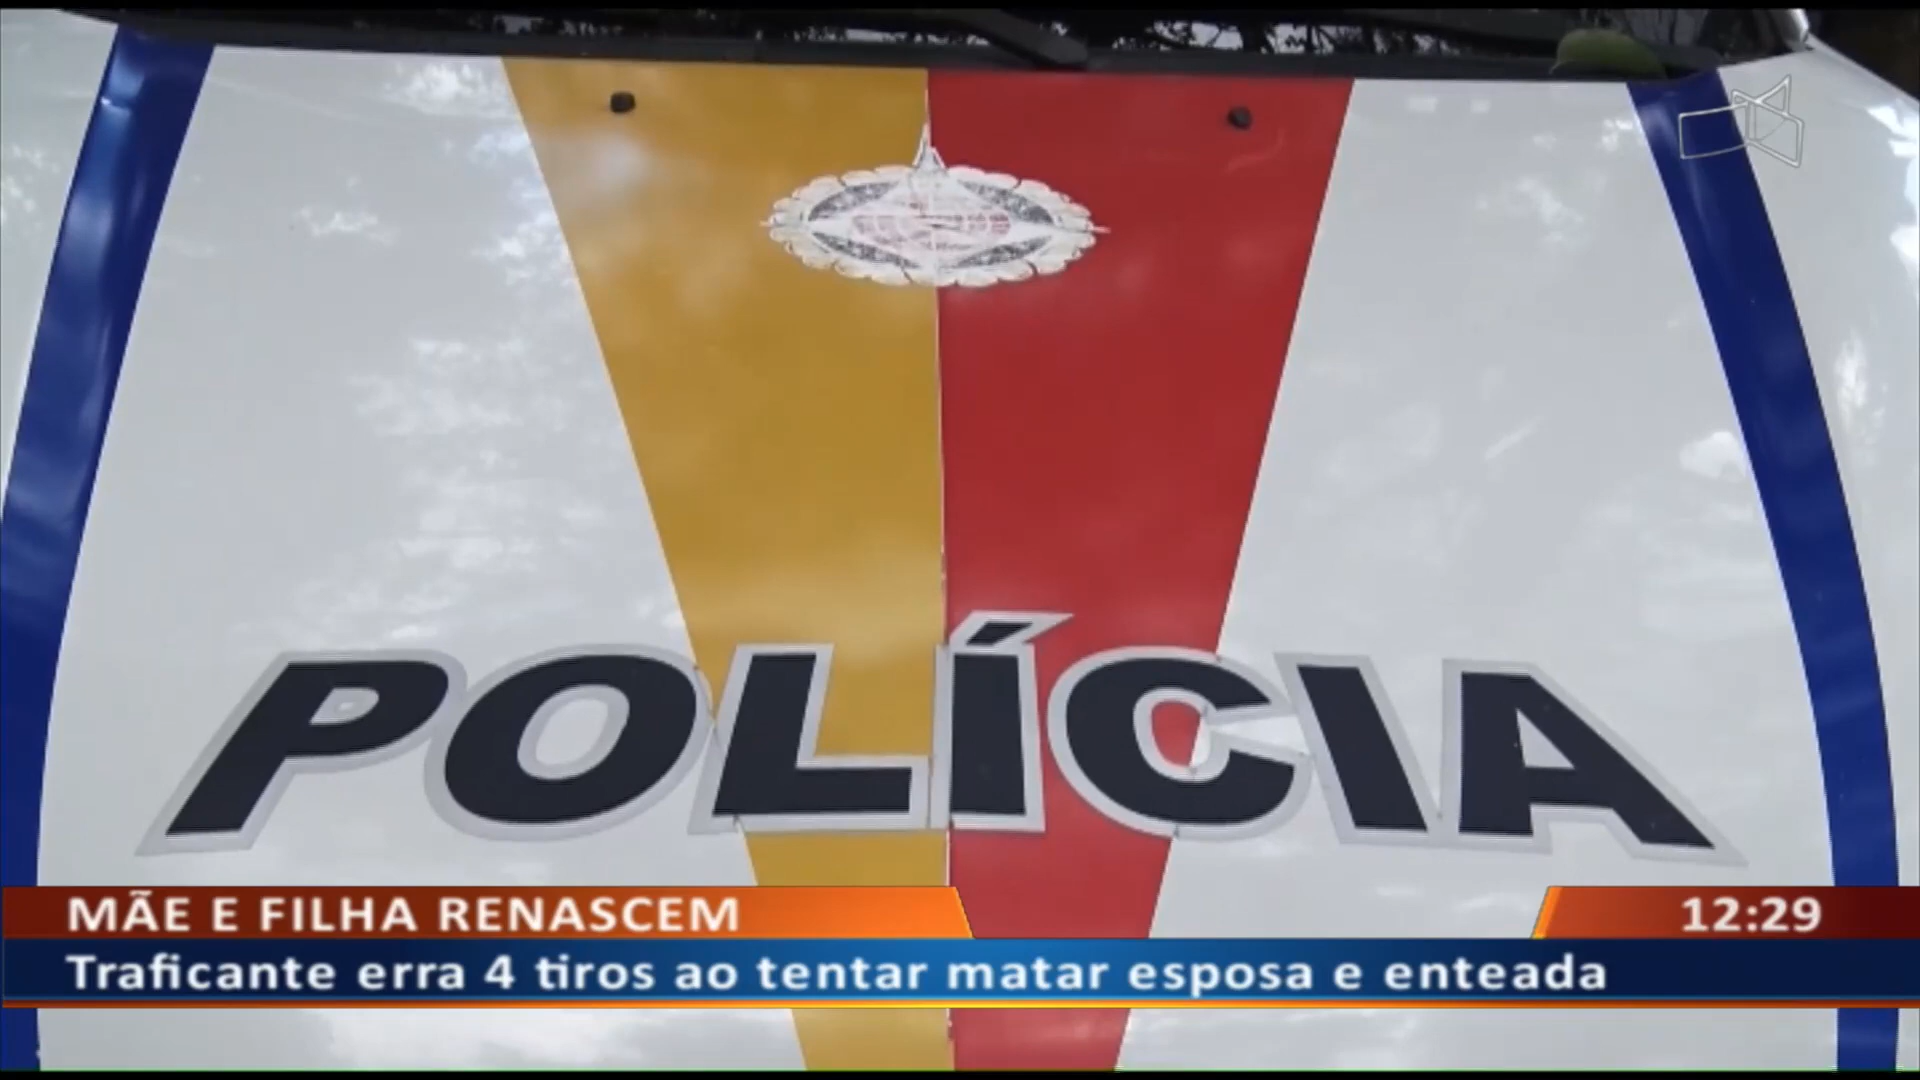 POLÍCIA
MÃE E FILHA RENASCEM
12:29
Traficante erra 4 tiros ao tentar matar esposa e enteada